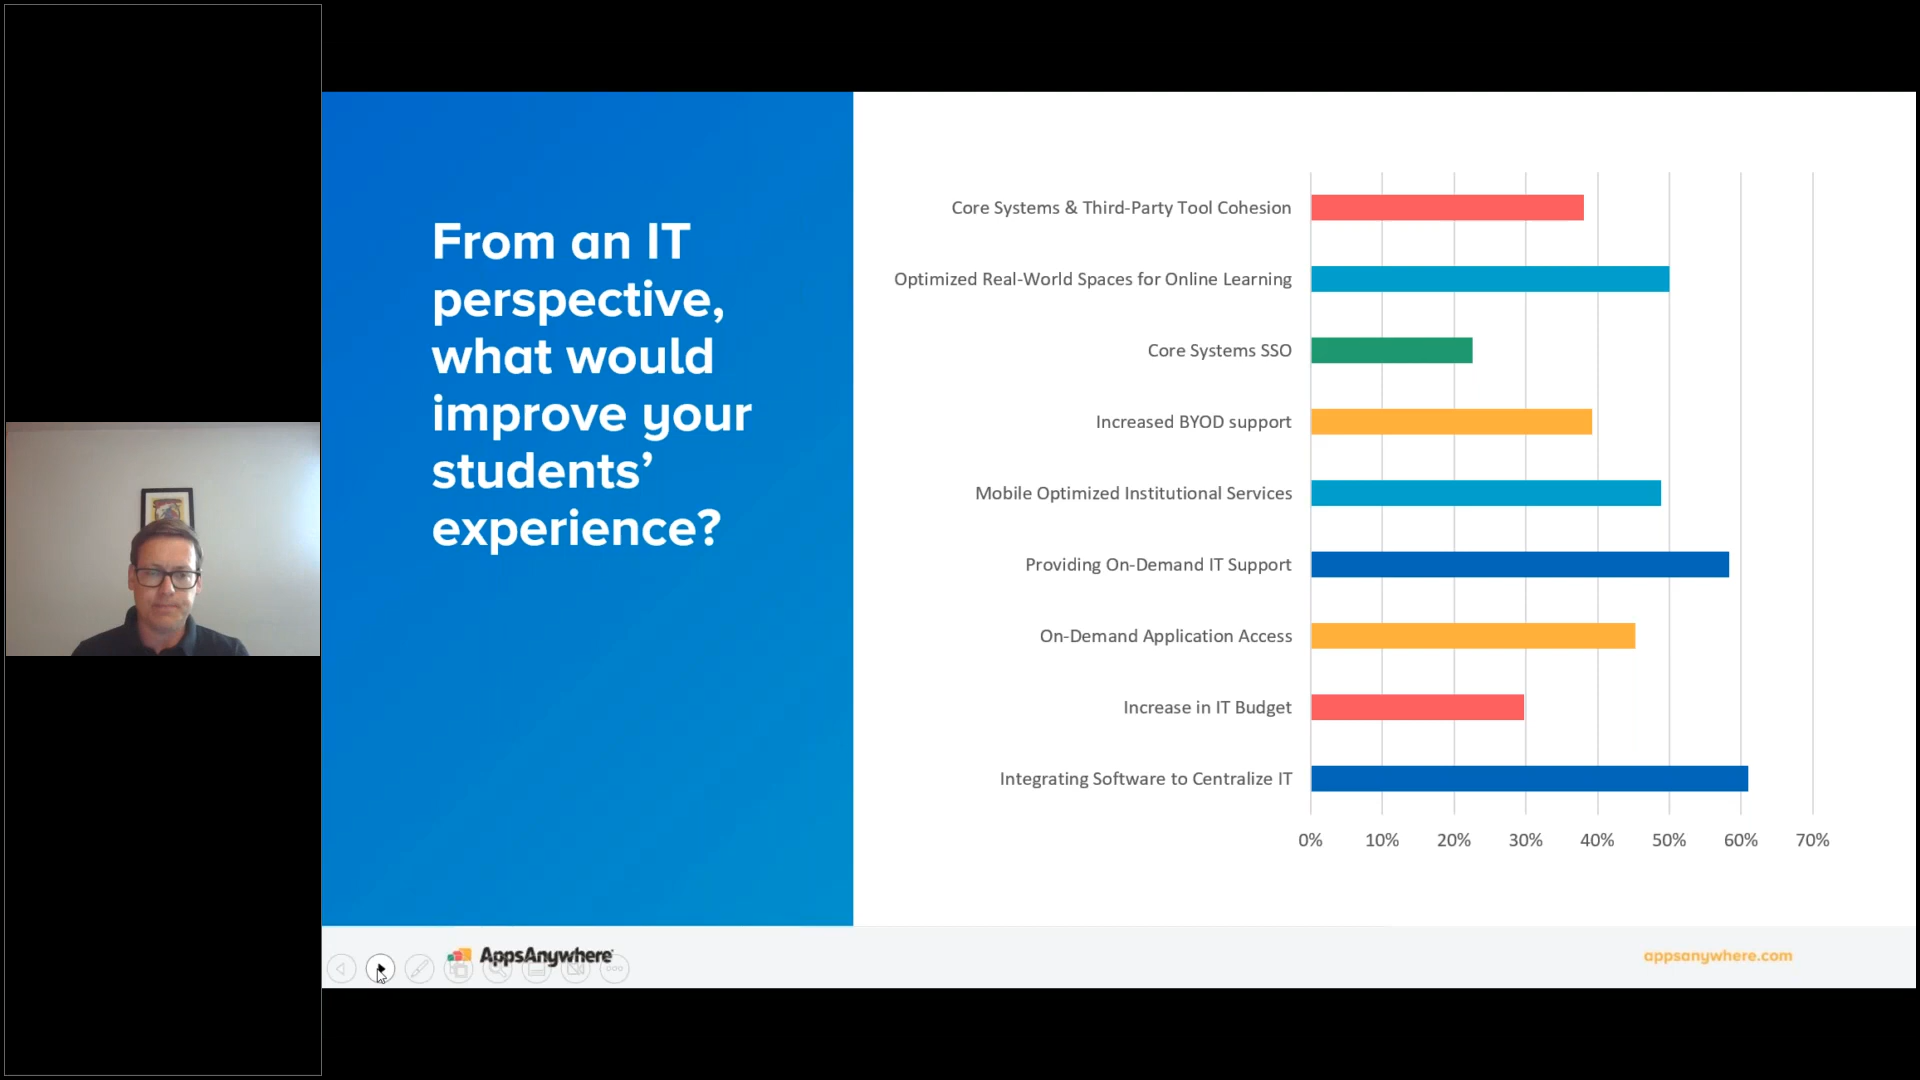 From an IT
perspective,
what would
improve your
students’
experience?
Core Systems & Third-Party Tool Cohesion
Optimized Real-World Spaces for Online Learning
Core Systems SSO
Increased BYOD support
Mobile Optimized Institutional Services
Providing On-Demand IT Support
On-Demand Application Access
Increase in IT Budget
Integrating Software to Centralize IT
0% 10% 20% 30% 40% 50% 60% 70%
AppsAnywhere
appsanywhere.com